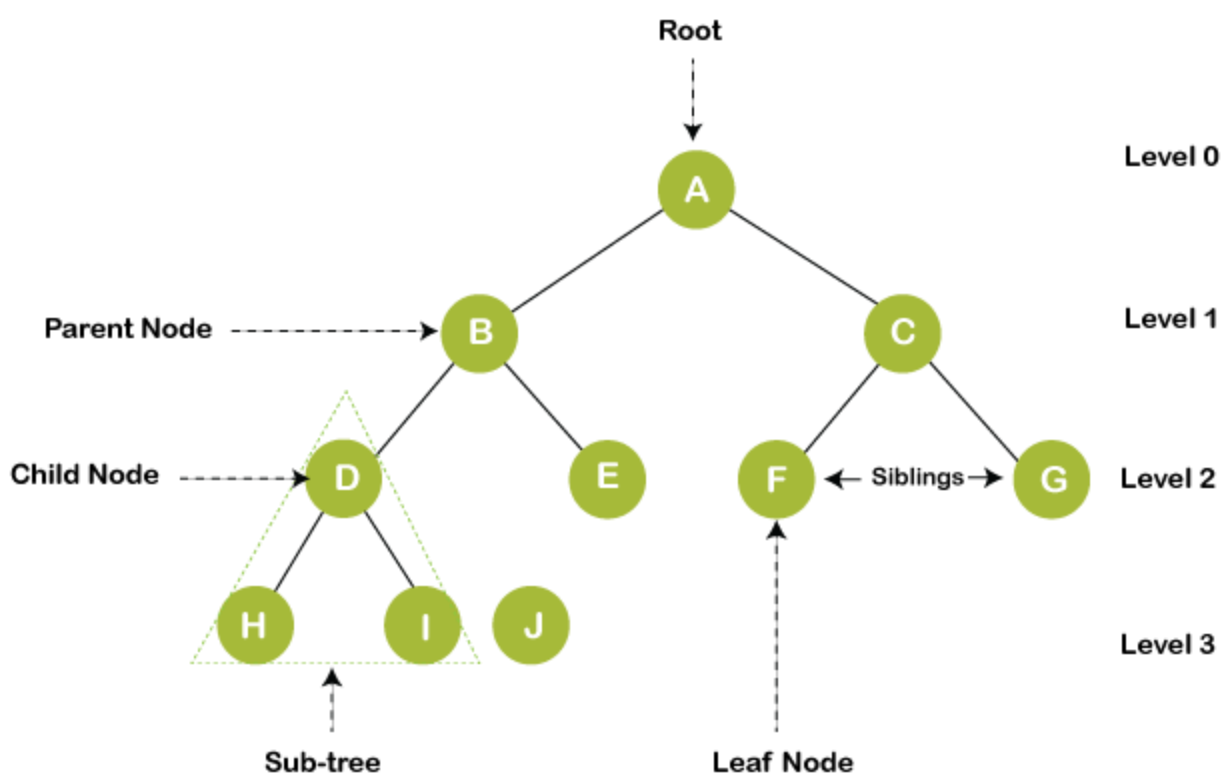 Root
Level 0
A
Parent Node
B
C
Level 1
Child Node
D
E
F
Siblings
G
Level 2
H
I
J
Level 3
Sub-tree
Leaf Node